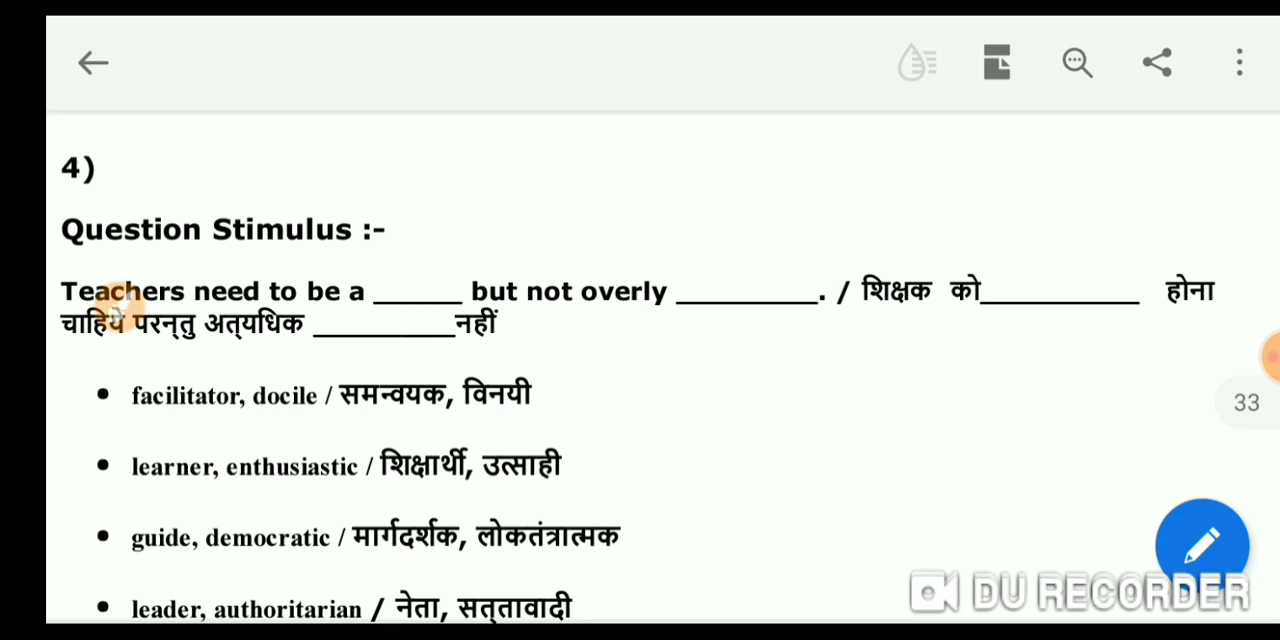 4)
Question Stimulus :-
Teachers need to be a ______ but not overly __________. / शिक्षक को___________ होना
चाहिये परन्तु अत्यधिक __________नहीं
• facilitator, docile / समन्वयक, विनयी
• learner, enthusiastic / शिक्षार्थी, उत्साही
33
• guide, democratic / मार्गदर्शक, लोकतंत्रात्मक
• leader, authoritarian / नेता, सत्तावादी
DU RECORDER